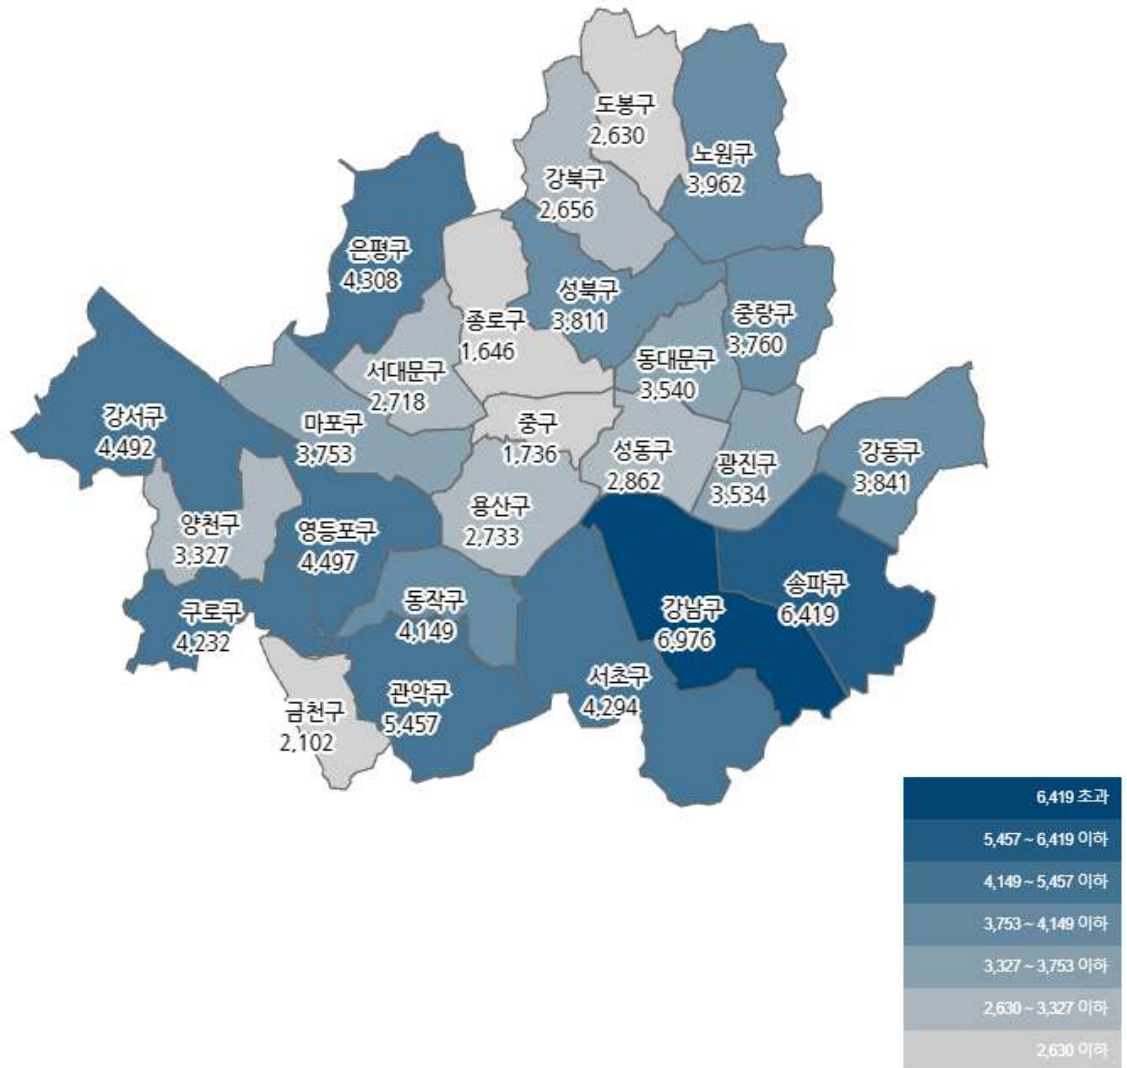 도봉구
2,630
노원구
3,962
강북구
2,656
은평구
4,308
성북구
3,811
중랑구
3,760
종로구
1,646
동대문구
3,540
서대문구
2,718
강서구
4,492
마포구
3,753
중구
1,736
성동구
2,862
광진구
3,534
강동구
3,841
양천구
3,327
영등포구
4,497
용산구
2,733
구로구
4,232
동작구
4,149
강남구
6,976
송파구
6,419
서초구
4,294
관악구
5,457
금천구
2,102
6,419 초과
5,457 ~ 6,419 이하
4,149 ~ 5,457 이하
3,753 ~ 4,149 이하
3,327 ~ 3,753 이하
2,630 ~ 3,327 이하
2,630 이하